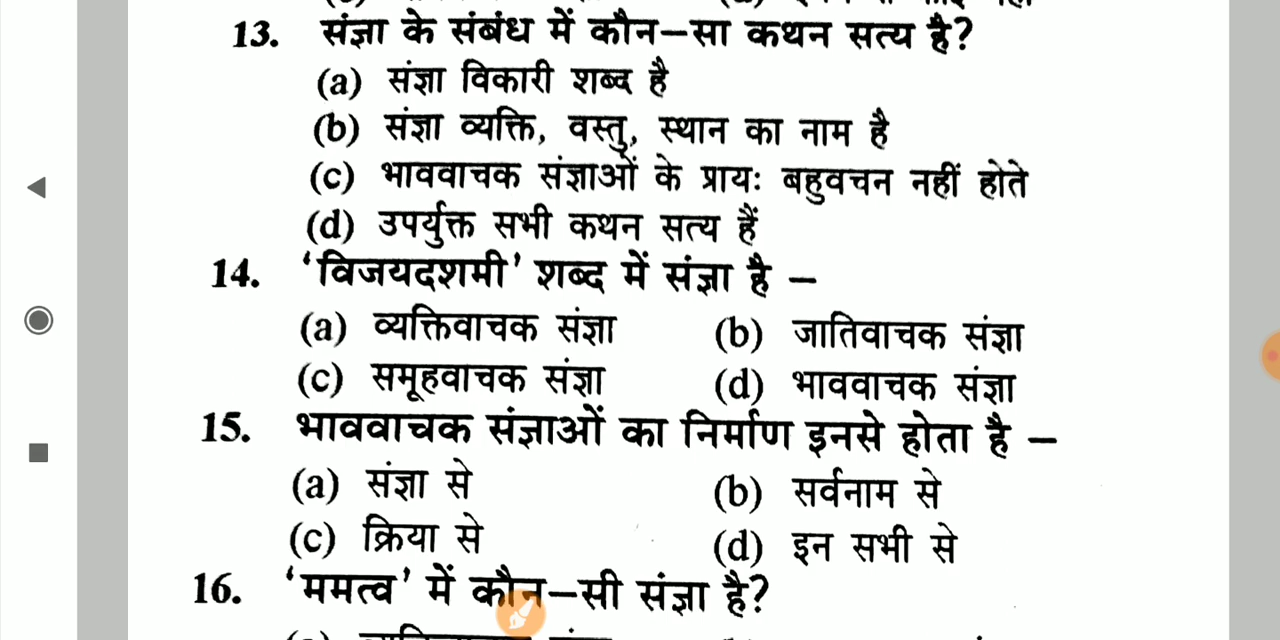 13. संज्ञा के संबंध में कौन–सा कथन सत्य है?
(a) संज्ञा विकारी शब्द है
(b) संज्ञा व्यक्ति, वस्तु, स्थान का नाम है
(c) भाववाचक संज्ञाओं के प्रायः बहुवचन नहीं होते
(d) उपर्युक्त सभी कथन सत्य हैं
14. ‘विजयदशमी’ शब्द में संज्ञा है –
(a) व्यक्तिवाचक संज्ञा (b) जातिवाचक संज्ञा
(c) समूहवाचक संज्ञा (d) भाववाचक संज्ञा
15. भाववाचक संज्ञाओं का निर्माण इनसे होता है –
(a) संज्ञा से (b) सर्वनाम से
(c) क्रिया से (d) इन सभी से
16. ‘ममत्व’ में कौन–सी संज्ञा है?